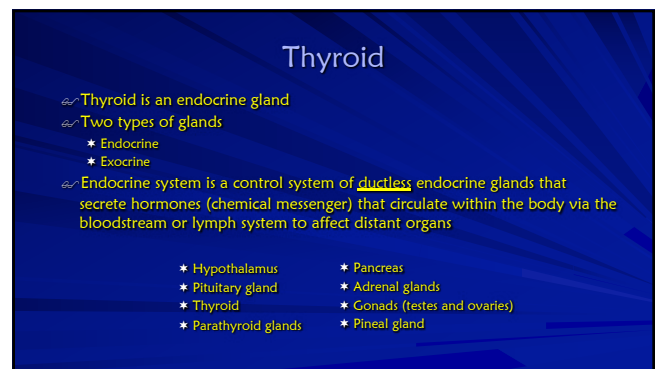 Thyroid
Thyroid is an endocrine gland
Two types of glands
Endocrine
Exocrine
Endocrine system is a control system of ductless endocrine glands that
secrete hormones (chemical messenger) that circulate within the body via the
bloodstream or lymph system to affect distant organs
Hypothalamus
Pituitary gland
Thyroid
Parathyroid glands
Pancreas
Adrenal glands
Gonads (testes and ovaries)
Pineal gland